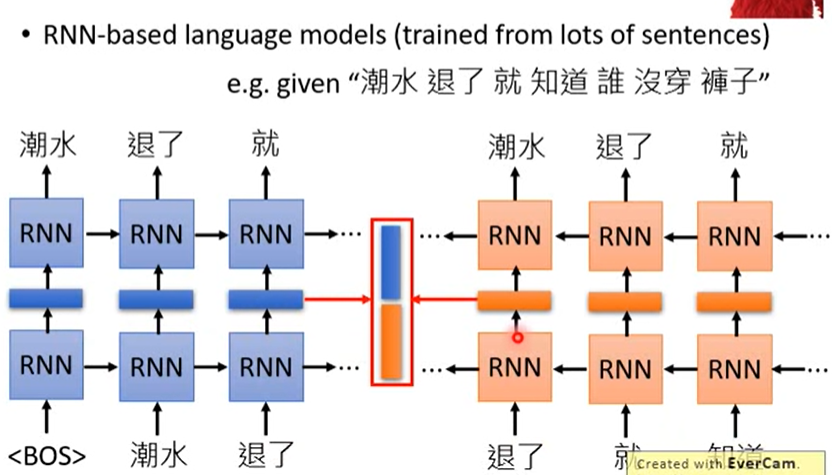 • RNN-based language models (trained from lots of sentences)
e.g. given “潮水 退了 就 知道 誰 沒穿 褲子”
潮水 退了 就 潮水 退了 就
RNN RNN RNN ... ... RNN RNN RNN ...
RNN RNN RNN ... ... RNN RNN RNN ...
<BOS> 潮水 退了 退了 就 知道
Created with EverCam.